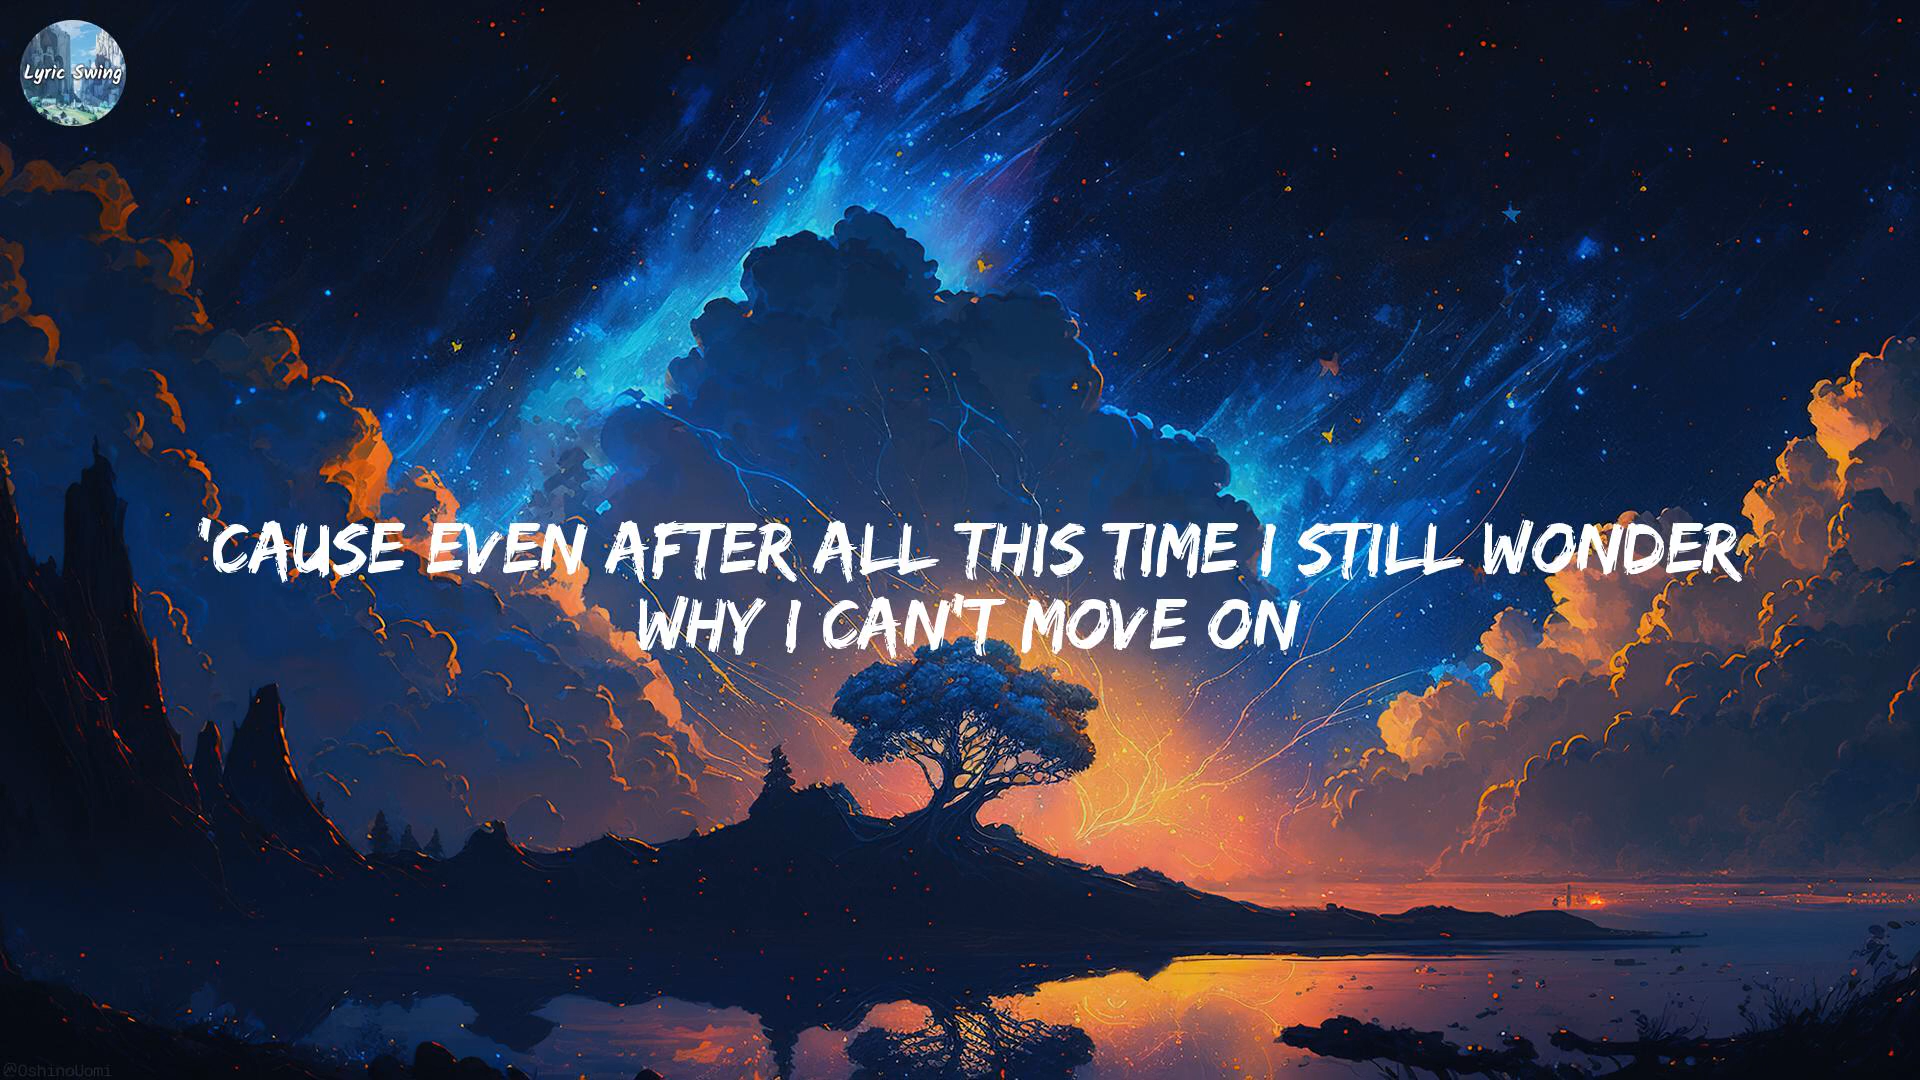 Lyric Swing
'CAUSE EVEN AFTER ALL THIS TIME I STILL WONDER
WHY I CAN'T MOVE ON
@OshinoUomi